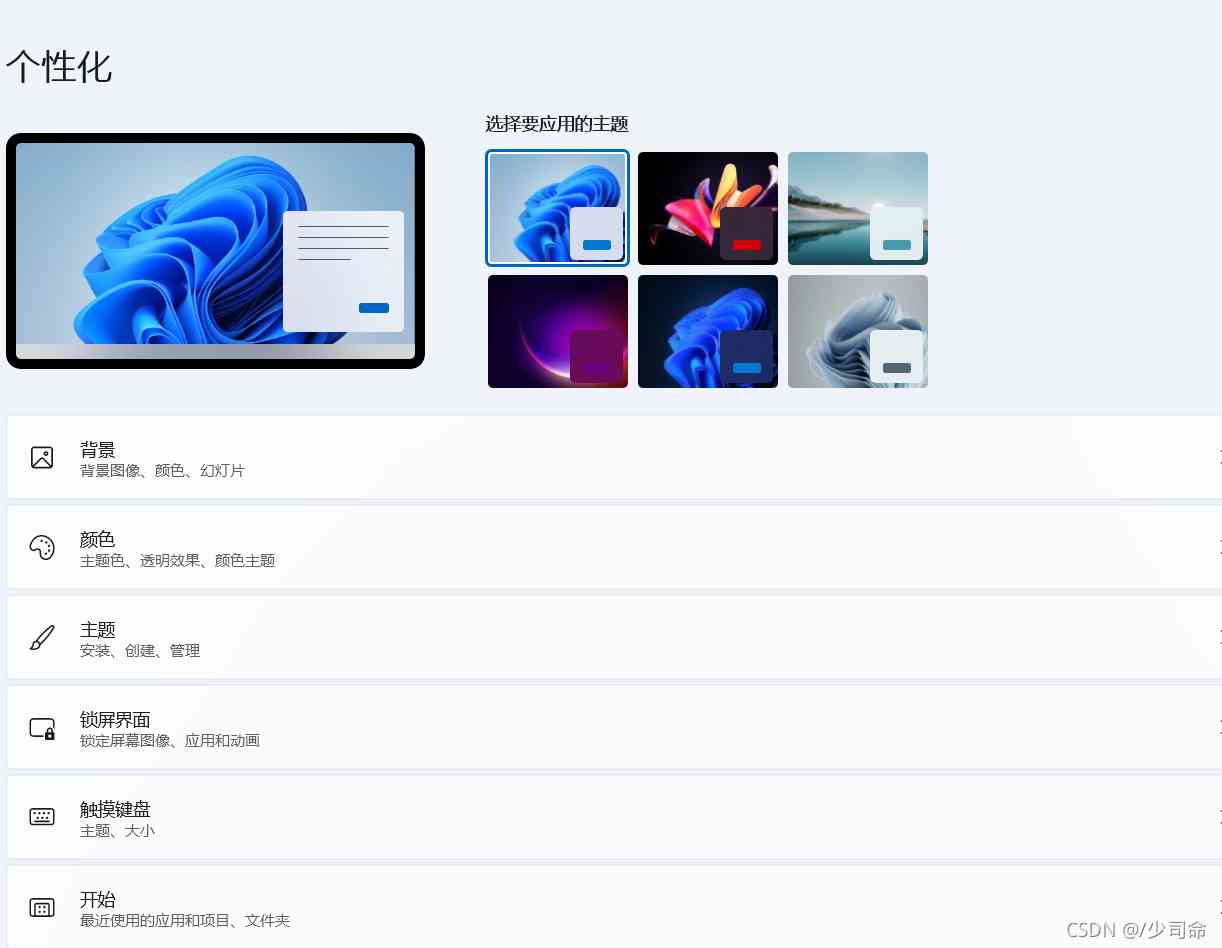 个性化
选择要应用的主题
背景
背景图像、颜色、幻灯片
颜色
主题色、透明效果、颜色主题
主题
安装、创建、管理
锁屏界面
锁定屏幕图像、应用和动画
触摸键盘
主题、大小
开始
最近使用的应用和项目、文件夹
CSDN @/少司命